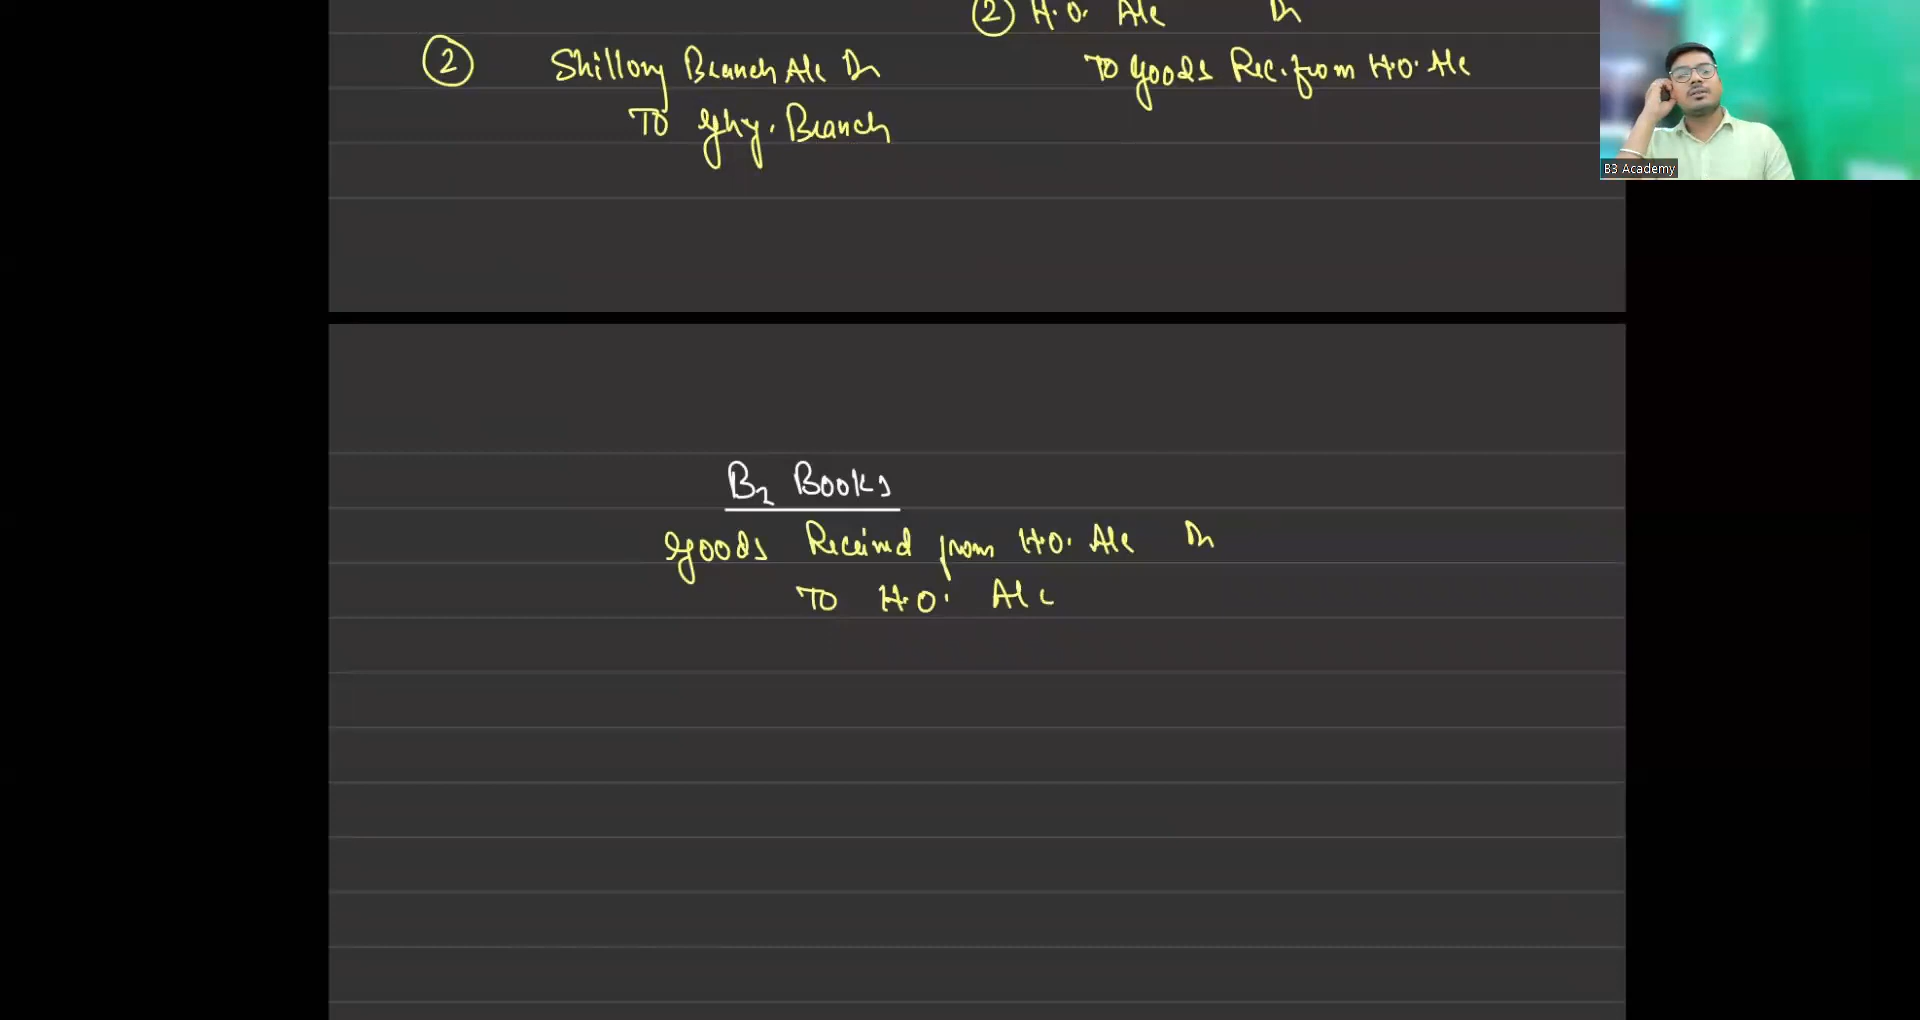 ② H.O. A/c Dr
② Shillong Branch A/c Dr
To Goods Rec. from H.O. A/c
To Ghy. Branch
B3 Academy
B2 Books
Goods Received from H.O. A/c Dr
To H.O. A/c